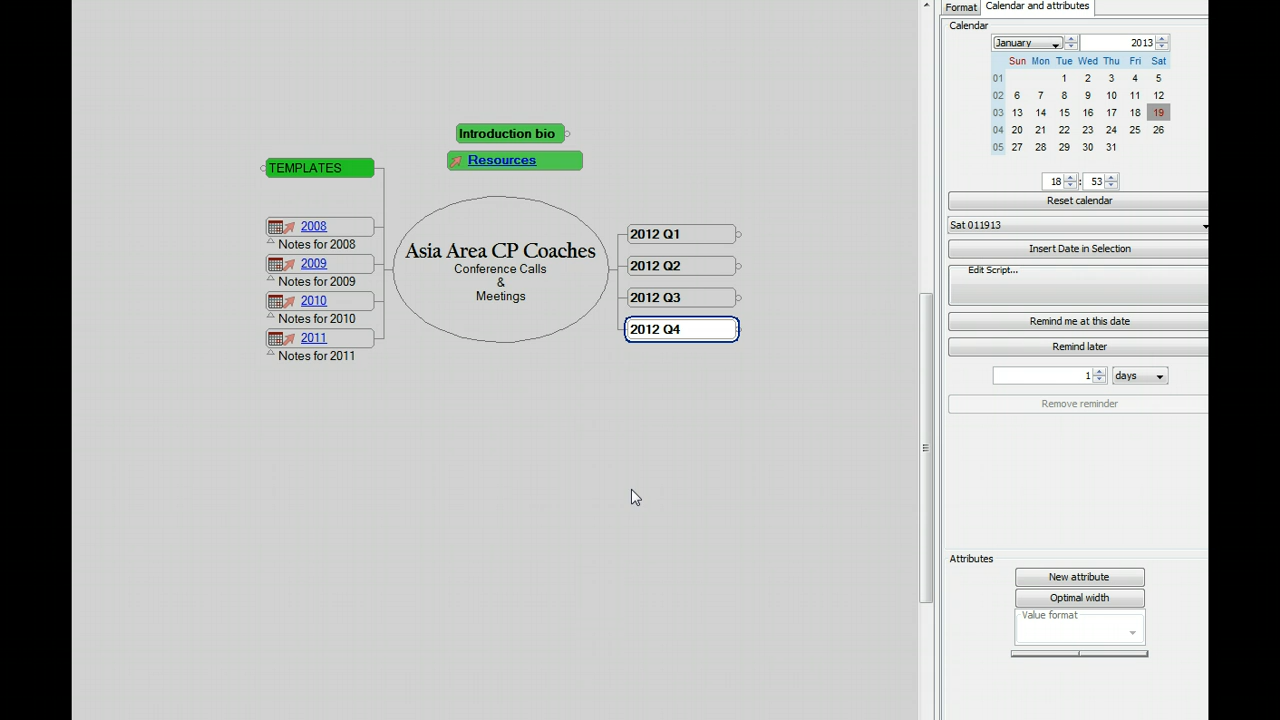 Introduction bio
Resources
TEMPLATES
2008
Notes for 2008
2009
Notes for 2009
2010
Notes for 2010
2011
Notes for 2011
Asia Area CP Coaches
Conference Calls
&
Meetings
2012 Q1
2012 Q2
2012 Q3
2012 Q4
Format Calendar and attributes
Calendar
January 2013
Sun Mon Tue Wed Thu Fri Sat
01 1 2 3 4 5
02 6 7 8 9 10 11 12
03 13 14 15 16 17 18 19
04 20 21 22 23 24 25 26
05 27 28 29 30 31
18 : 53
Reset calendar
Sat 011913
Insert Date in Selection
Edit Script...
Remind me at this date
Remind later
1 days
Remove reminder
Attributes
New attribute
Optimal width
Value format